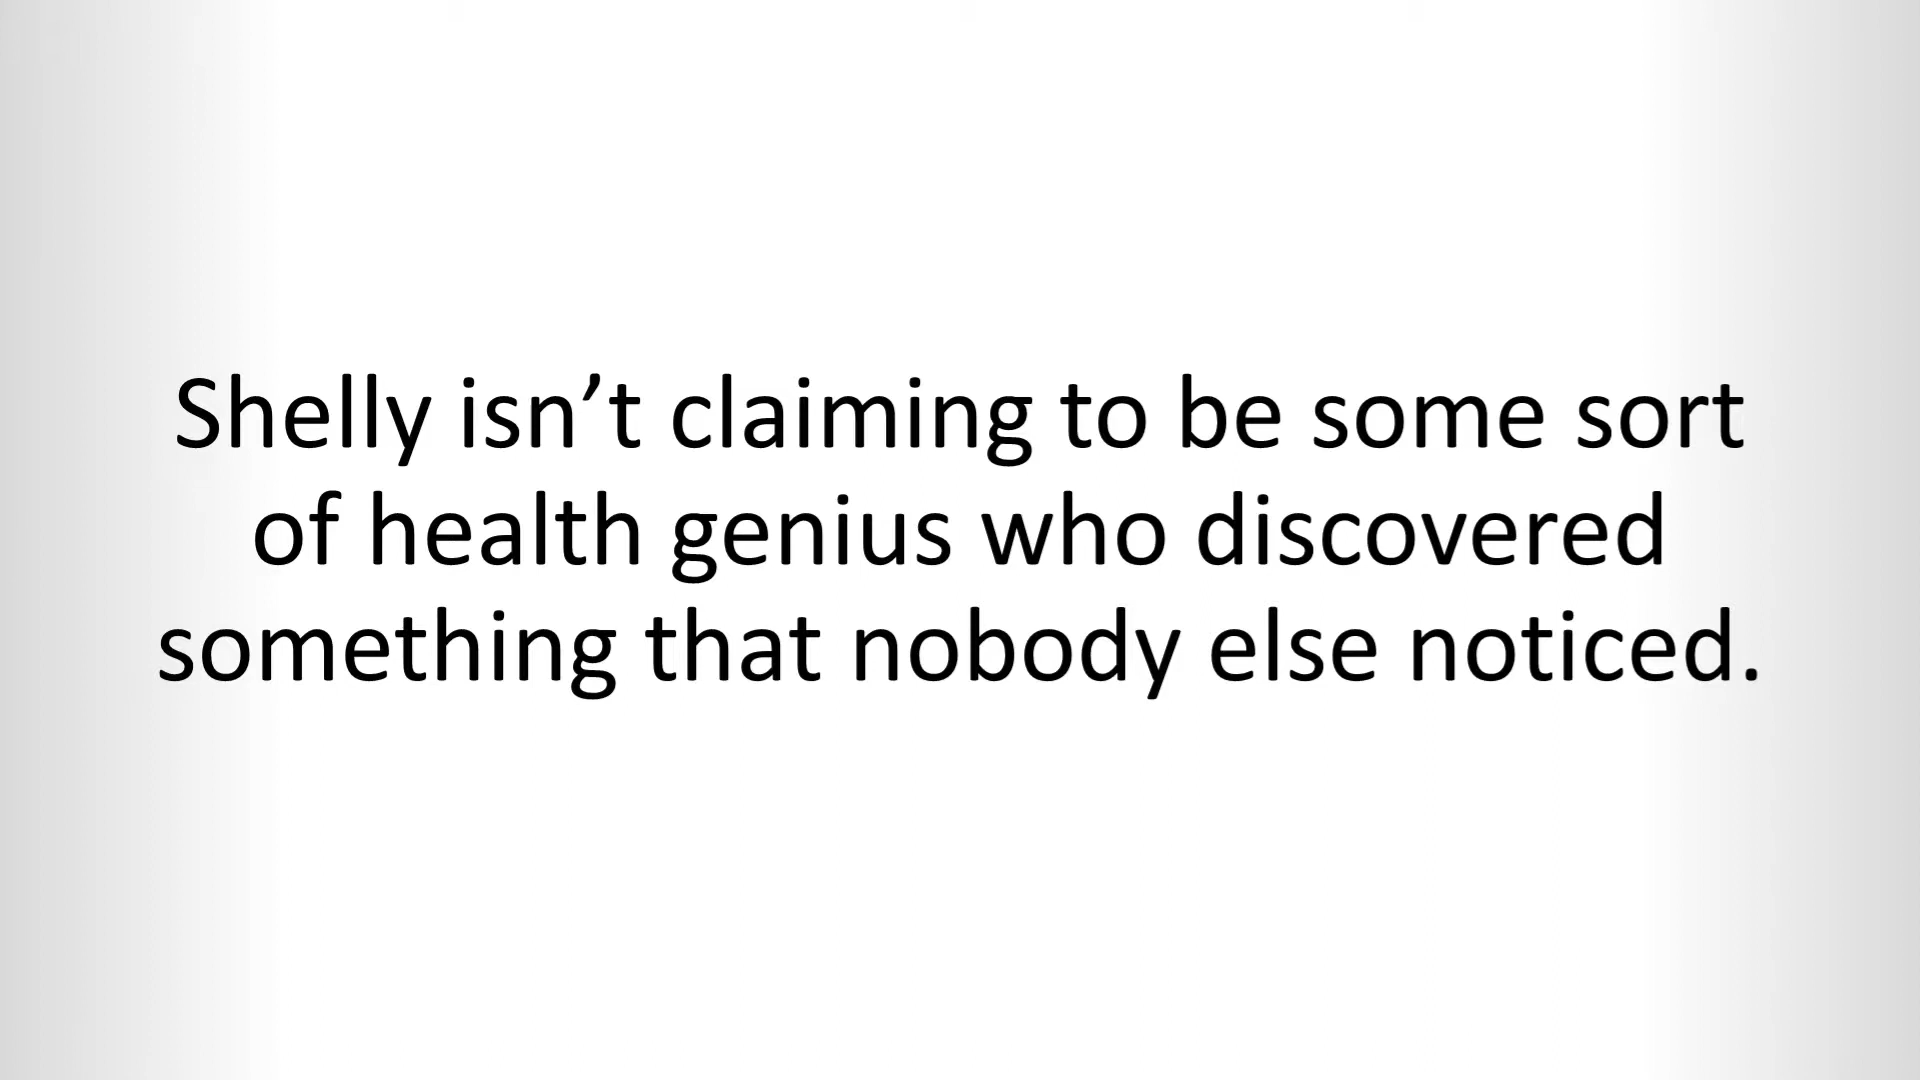 Shelly isn’t claiming to be some sort
of health genius who discovered
something that nobody else noticed.